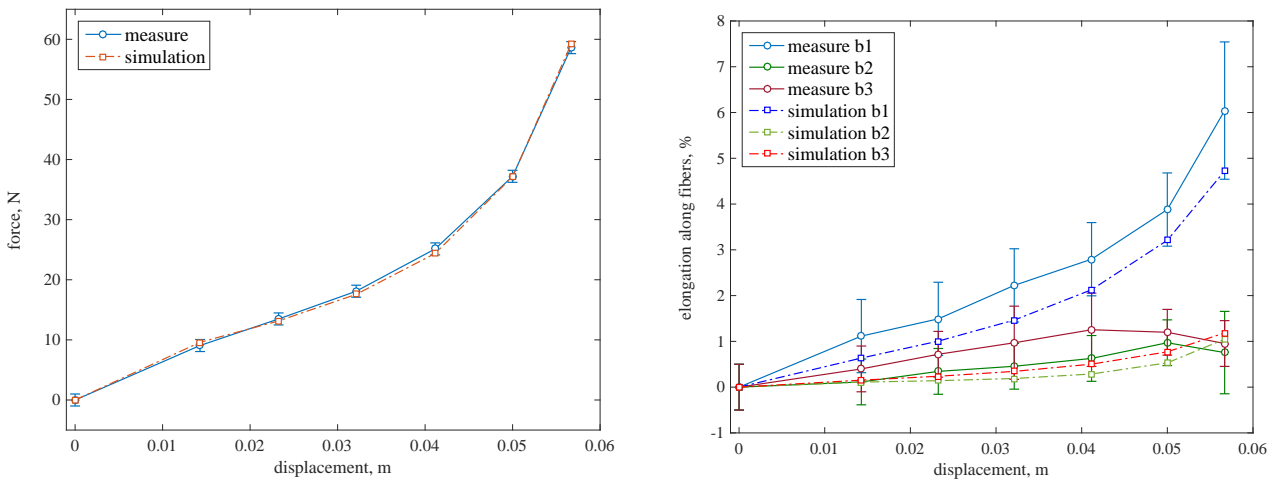 measure
simulation
60
50
40
30
20
10
0
force, N
0
0.01
0.02
0.03
0.04
0.05
0.06
displacement, m
measure b1
measure b2
measure b3
simulation b1
simulation b2
simulation b3
8
7
6
5
4
3
2
1
0
-1
elongation along fibers, %
0
0.01
0.02
0.03
0.04
0.05
0.06
displacement, m